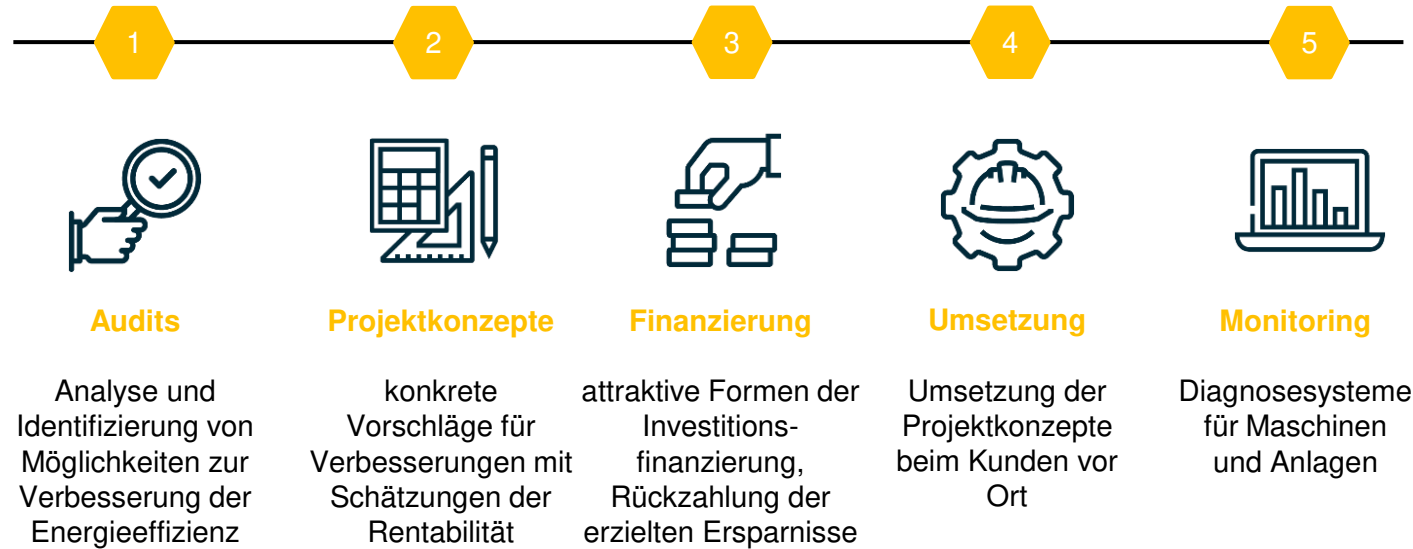 1
2
3
4
5
Audits
Analyse und
Identifizierung von
Möglichkeiten zur
Verbesserung der
Energieeffizienz
Projektkonzepte
konkrete
Vorschläge für
Verbesserungen mit
Schätzungen der
Rentabilität
Finanzierung
attraktive Formen der
Investitions-
finanzierung,
Rückzahlung der
erzielten Ersparnisse
Umsetzung
Umsetzung der
Projektkonzepte
beim Kunden vor
Ort
Monitoring
Diagnosesysteme
für Maschinen
und Anlagen